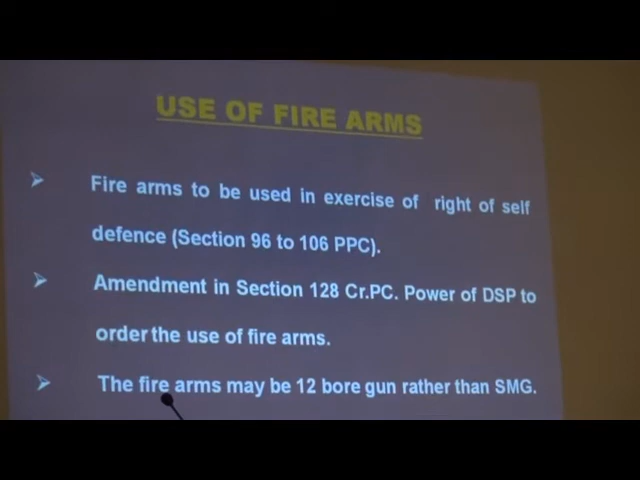 USE OF FIRE ARMS
Fire arms to be used in exercise of right of self
defence (Section 96 to 106 PPC).
Amendment in Section 128 Cr.PC. Power of DSP to
order the use of fire arms.
The fire arms may be 12 bore gun rather than SMG.